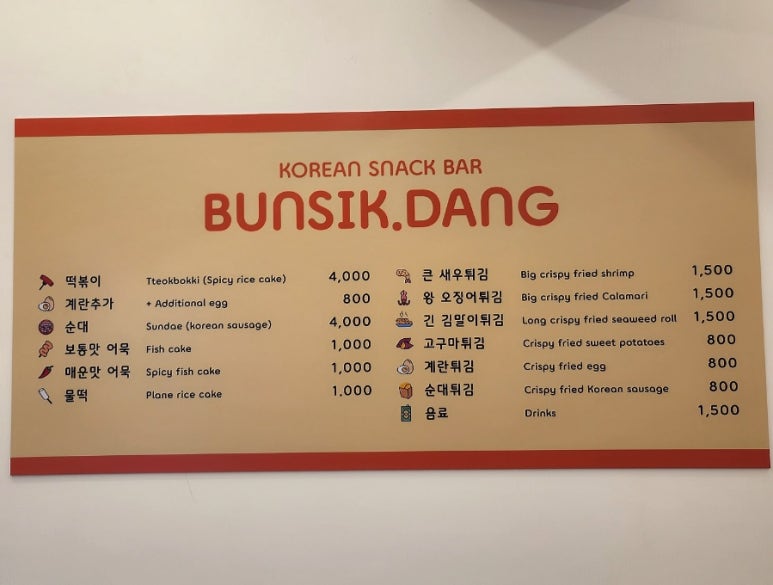 KOREAN SNACK BAR
BUNSIK.DANG
떡볶이 Tteokbokki (Spicy rice cake) 4,000
계란추가 + Additional egg 800
순대 Sundae (korean sausage) 4,000
보통맛 어묵 Fish cake 1,000
매운맛 어묵 Spicy fish cake 1,000
물떡 Plane rice cake 1,000
큰 새우튀김 Big crispy fried shrimp 1,500
왕 오징어튀김 Big crispy fried Calamari 1,500
긴 김말이튀김 Long crispy fried seaweed roll 1,500
고구마튀김 Crispy fried sweet potatoes 800
계란튀김 Crispy fried egg 800
순대튀김 Crispy fried Korean sausage 800
음료 Drinks 1,500